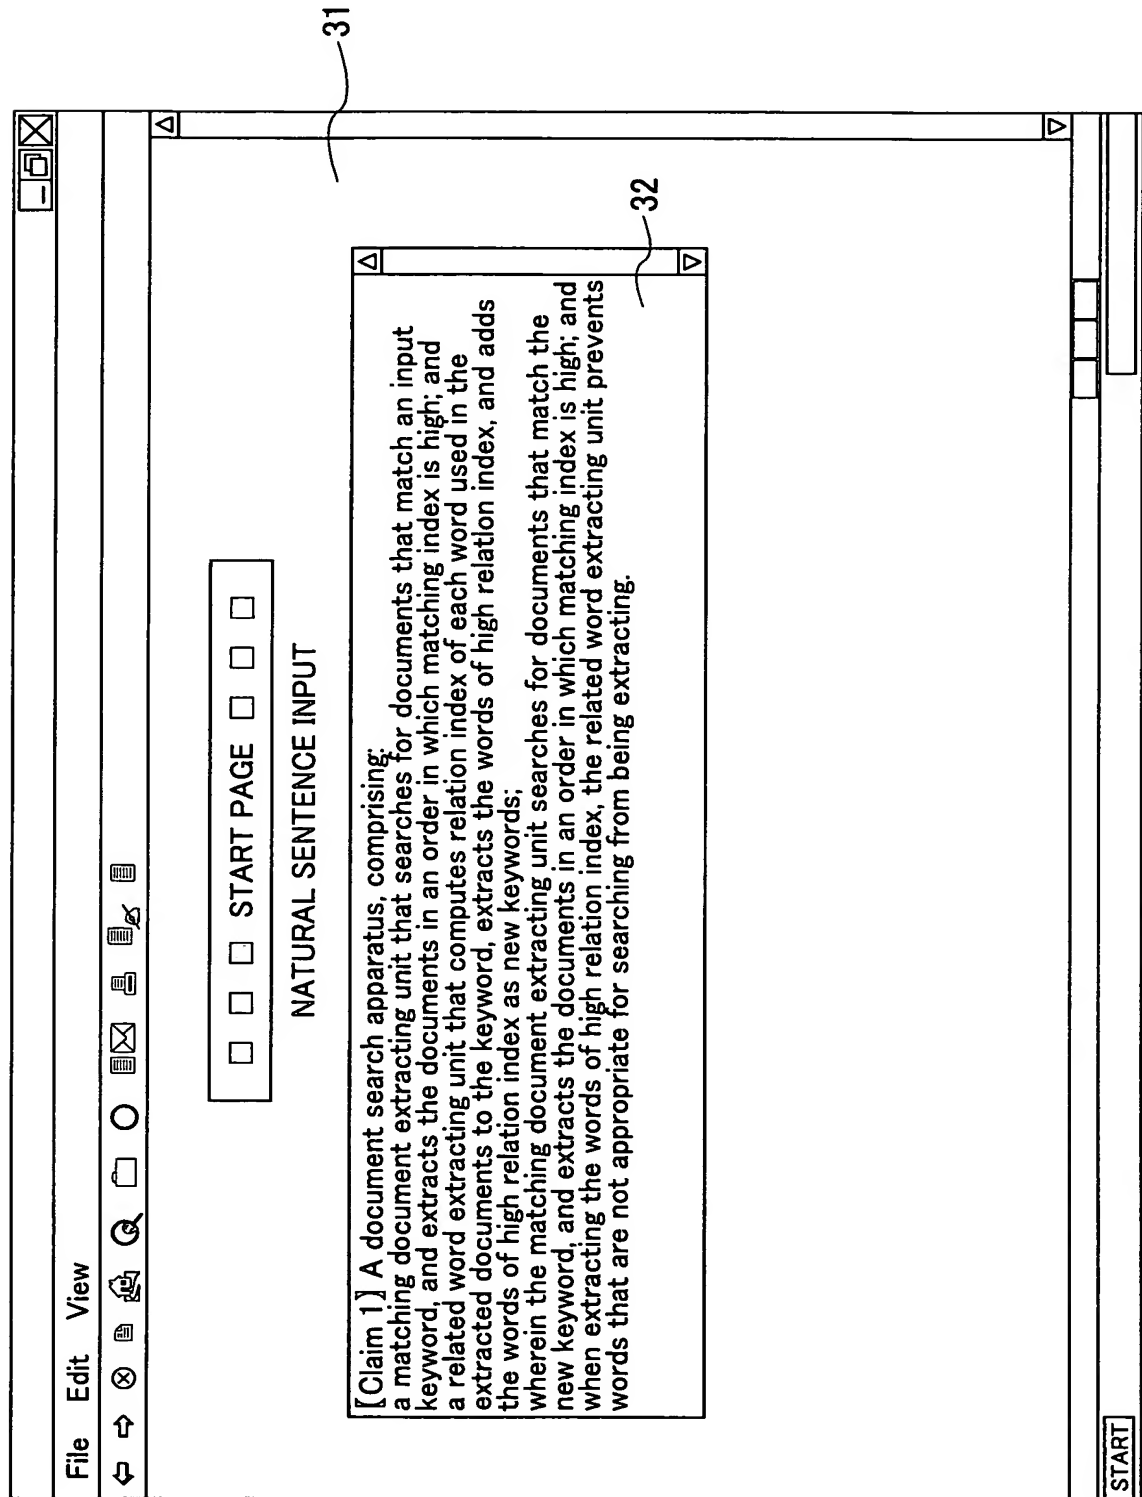 File Edit View
□ □ □ START PAGE □ □ □
NATURAL SENTENCE INPUT
【Claim 1】 A document search apparatus, comprising:
a matching document extracting unit that searches for documents that match an input
keyword, and extracts the documents in an order in which matching index is high; and
a related word extracting unit that computes relation index of each word used in the
extracted documents to the keyword, extracts the words of high relation index, and adds
the words of high relation index as new keywords;
wherein the matching document extracting unit searches for documents that match the
new keyword, and extracts the documents in an order in which matching index is high; and
when extracting the words of high relation index, the related word extracting unit prevents
words that are not appropriate for searching from being extracting.
31
32
START